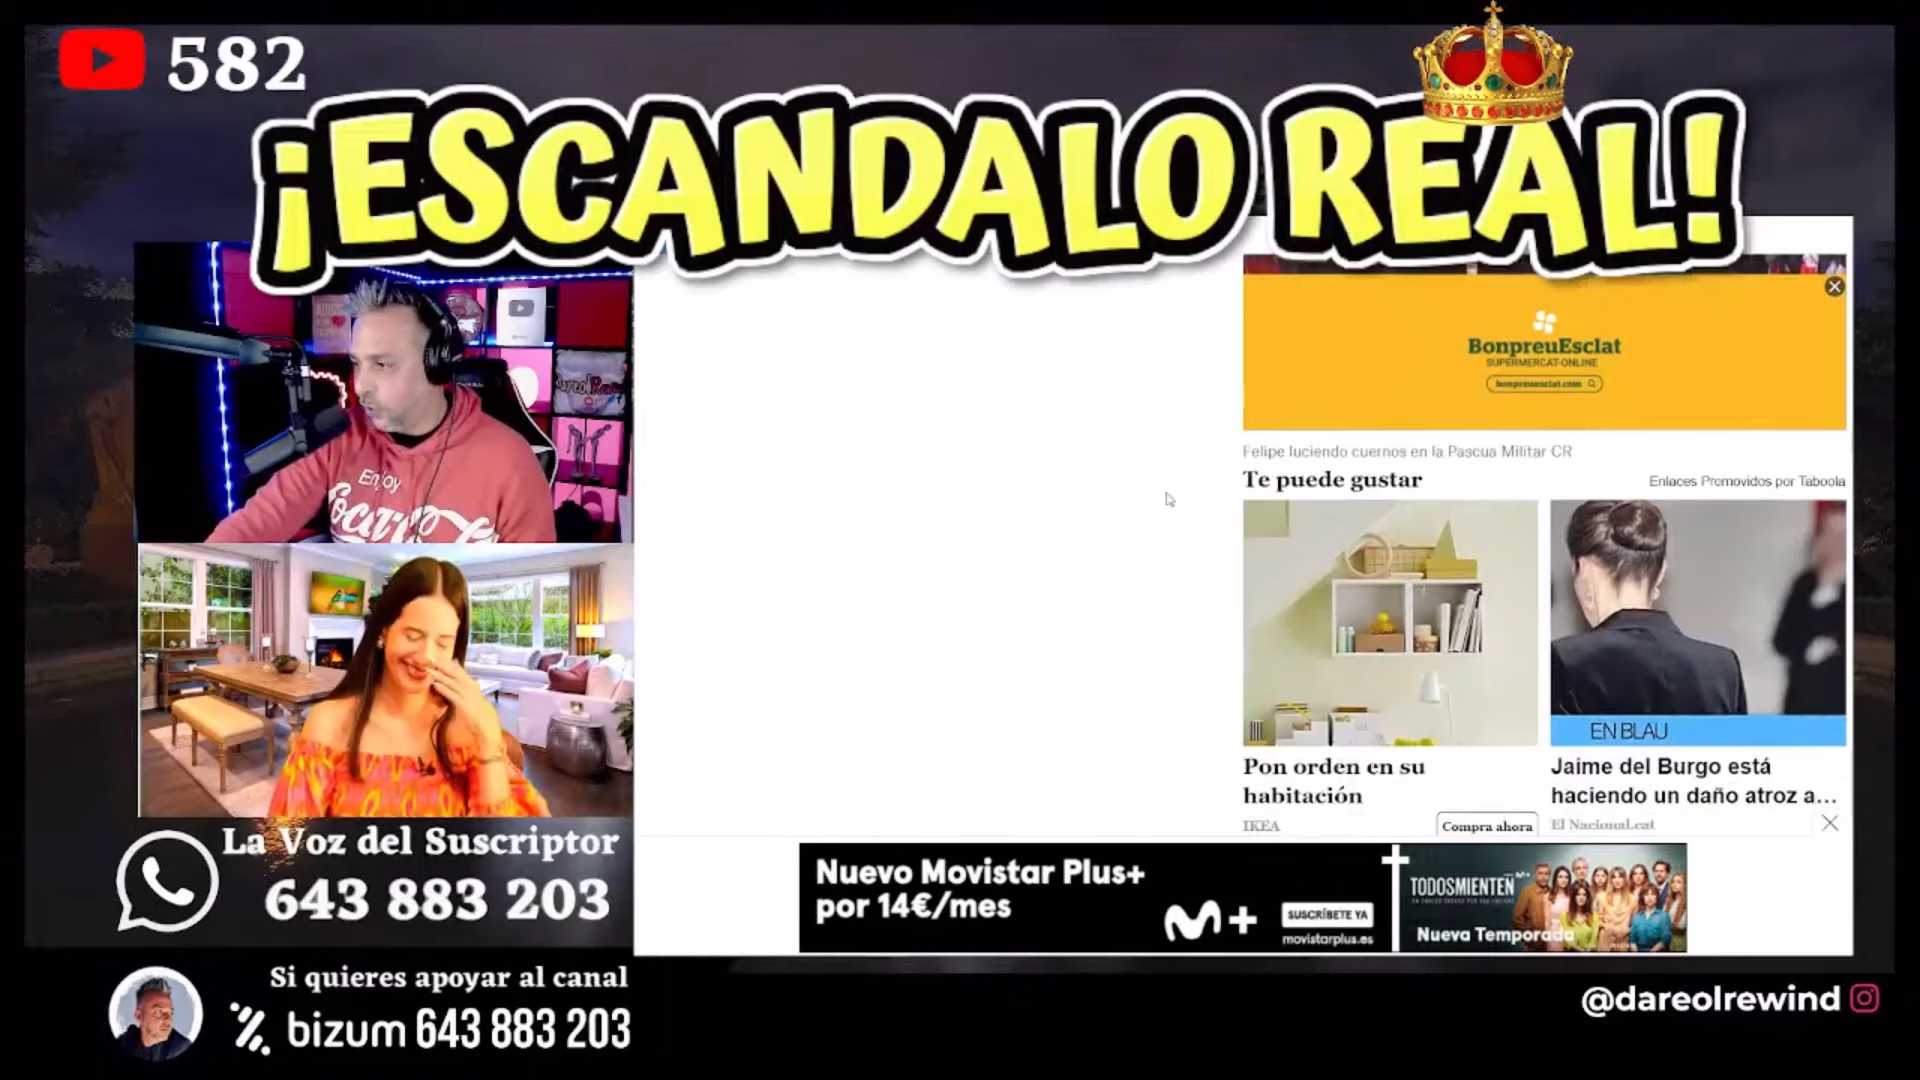 582
¡ESCANDALO REAL!
Enjoy
BonpreuEsclat
SUPERMERCAT·ONLINE
bonpreuesclat.com
Felipe luciendo cuernos en la Pascua Militar CR
Te puede gustar
Enlaces Promovidos por Taboola
EN BLAU
Pon orden en su
habitación
IKEA
Compra ahora
Jaime del Burgo está
haciendo un daño atroz a...
El Nacional.cat
La Voz del Suscriptor
643 883 203
Nuevo Movistar Plus+
por 14€/mes
SUSCRÍBETE YA
movistarplus.es
TODOS MIENTEN
Nueva Temporada
Si quieres apoyar al canal
bizum 643 883 203
@dareolrewind